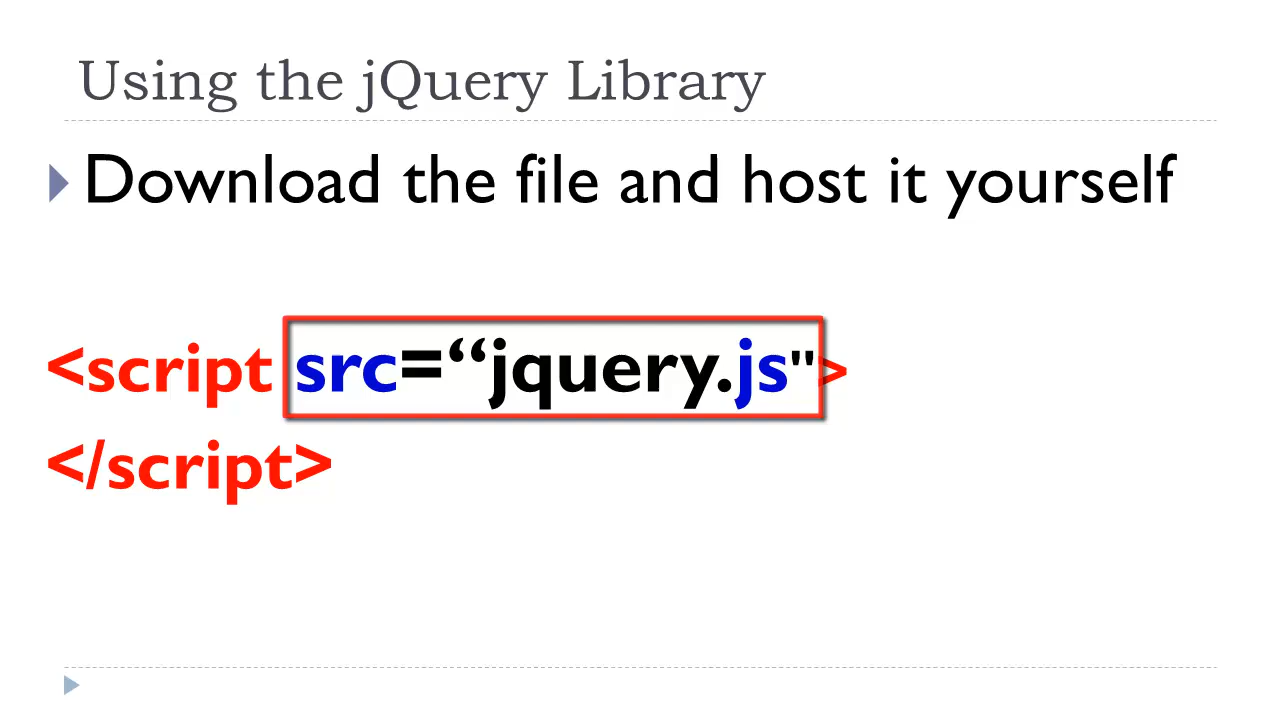 Using the jQuery Library
Download the file and host it yourself
<script src=“jquery.js">
</script>